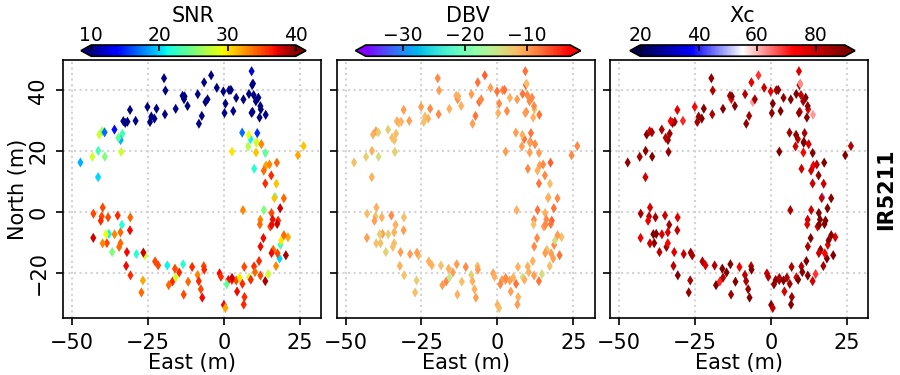 SNR DBV Xc
10 20 30 40 −30 −20 −10 20 40 60 80
North (m)
40
20
0
−20
−50 −25 0 25 −50 −25 0 25 −50 −25 0 25
East (m) East (m) East (m)
IR5211